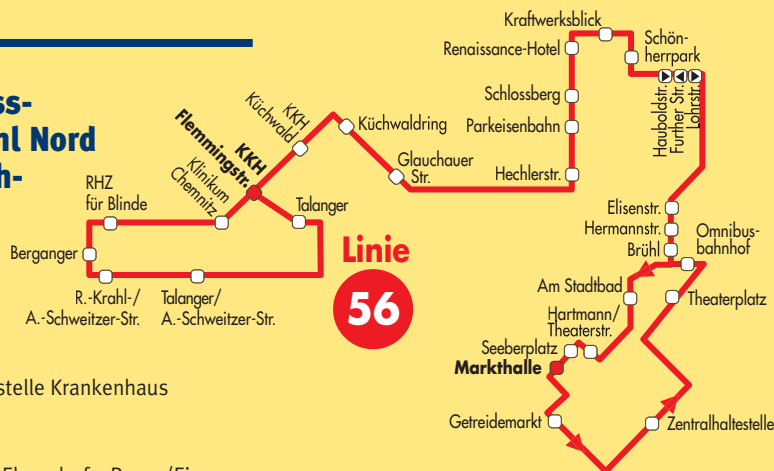 ss-
hl Nord
h-
Kraftwerksblick
Renaissance-Hotel
Schön-
herrpark
Schlossberg
Parkeisenbahn
Hauboldstr.
Further Str.
Lohrstr.
Hechlerstr.
KKH
Küchwald
Küchwaldring
Glauchauer
Str.
KKH
Flemmingstr.
Klinikum
Chemnitz
RHZ
für Blinde
Talanger
Berganger
R.-Krahl-/
A.-Schweitzer-Str.
Talanger/
A.-Schweitzer-Str.
Linie
56
Elisenstr.
Hermannstr.
Brühl
Omnibus-
bahnhof
Am Stadtbad
Theaterplatz
Hartmann/
Theaterstr.
Seeberplatz
Markthalle
Getreidemarkt
Zentralhaltestelle
stelle Krankenhaus